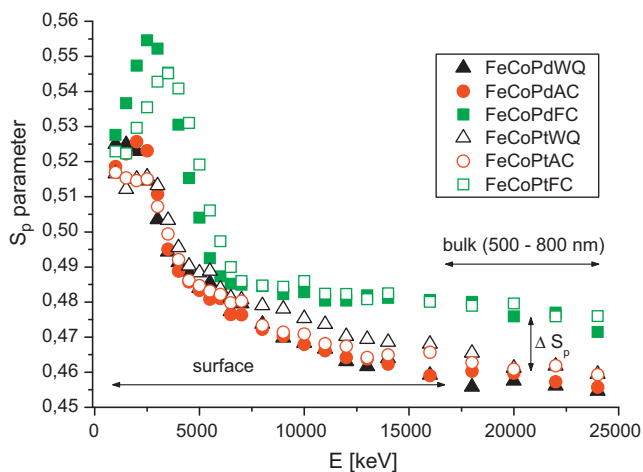 0,56
0,55
0,54
0,53
0,52
0,51
0,50
0,49
0,48
0,47
0,46
0,45
Sp parameter
FeCoPdWQ
FeCoPdAC
FeCoPdFC
FeCoPtWQ
FeCoPtAC
FeCoPtFC
bulk (500 - 800 nm)
Δ Sp
surface
0 5000 10000 15000 20000 25000
E [keV]